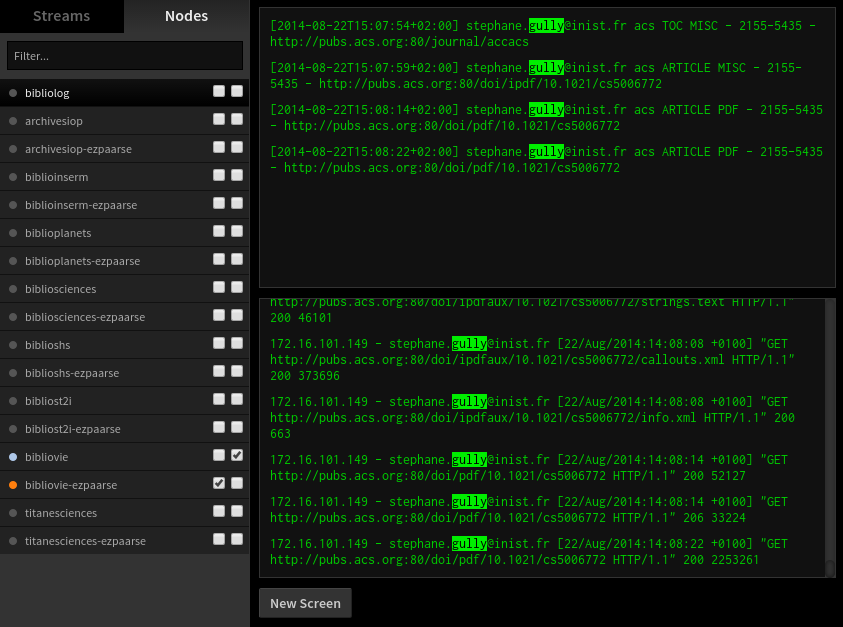 Streams
Nodes
Filter...
bibliolog
archivesiop
archivesiop-ezpaarse
biblioinserm
biblioinserm-ezpaarse
biblioplanets
biblioplanets-ezpaarse
bibliosciences
bibliosciences-ezpaarse
biblioshs
biblioshs-ezpaarse
bibliost2i
bibliost2i-ezpaarse
bibliovie
bibliovie-ezpaarse
titanesciences
titanesciences-ezpaarse
[2014-08-22T15:07:54+02:00] stephane.gully@inist.fr acs TOC MISC - 2155-5435 -
http://pubs.acs.org:80/journal/accacs
[2014-08-22T15:07:59+02:00] stephane.gully@inist.fr acs ARTICLE MISC - 2155-
5435 - http://pubs.acs.org:80/doi/ipdf/10.1021/cs5006772
[2014-08-22T15:08:14+02:00] stephane.gully@inist.fr acs ARTICLE PDF - 2155-5435
- http://pubs.acs.org:80/doi/pdf/10.1021/cs5006772
[2014-08-22T15:08:22+02:00] stephane.gully@inist.fr acs ARTICLE PDF - 2155-5435
- http://pubs.acs.org:80/doi/pdf/10.1021/cs5006772
http://pubs.acs.org:80/doi/ipdfaux/10.1021/cs5006772/strings.text HTTP/1.1"
200 46101
172.16.101.149 - stephane.gully@inist.fr [22/Aug/2014:14:08:08 +0100] "GET
http://pubs.acs.org:80/doi/ipdfaux/10.1021/cs5006772/callouts.xml HTTP/1.1"
200 373696
172.16.101.149 - stephane.gully@inist.fr [22/Aug/2014:14:08:08 +0100] "GET
http://pubs.acs.org:80/doi/ipdfaux/10.1021/cs5006772/info.xml HTTP/1.1" 200
663
172.16.101.149 - stephane.gully@inist.fr [22/Aug/2014:14:08:14 +0100] "GET
http://pubs.acs.org:80/doi/pdf/10.1021/cs5006772 HTTP/1.1" 200 52127
172.16.101.149 - stephane.gully@inist.fr [22/Aug/2014:14:08:14 +0100] "GET
http://pubs.acs.org:80/doi/pdf/10.1021/cs5006772 HTTP/1.1" 206 33224
172.16.101.149 - stephane.gully@inist.fr [22/Aug/2014:14:08:22 +0100] "GET
http://pubs.acs.org:80/doi/pdf/10.1021/cs5006772 HTTP/1.1" 200 2253261
New Screen